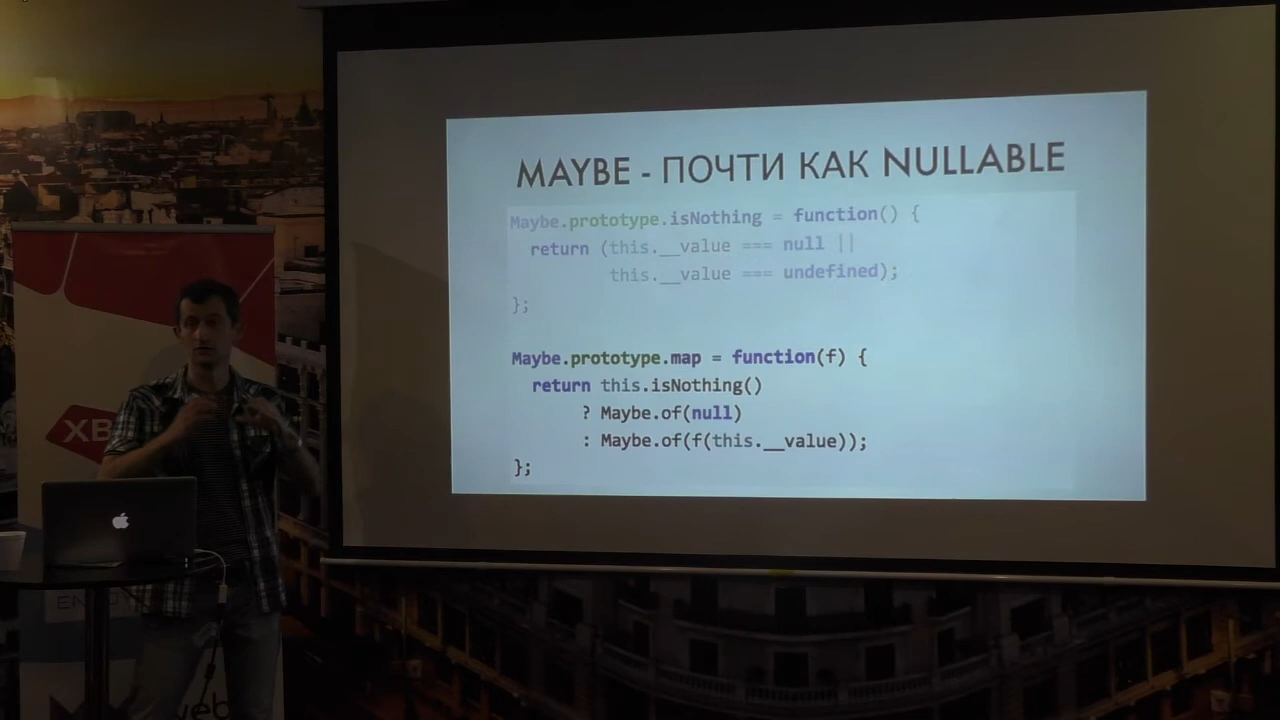 MAYBE - ПОЧТИ КАК NULLABLE
Maybe.prototype.isNothing = function() {
return (this.__value === null ||
this.__value === undefined);
};
Maybe.prototype.map = function(f) {
return this.isNothing()
? Maybe.of(null)
: Maybe.of(f(this.__value));
};
XB